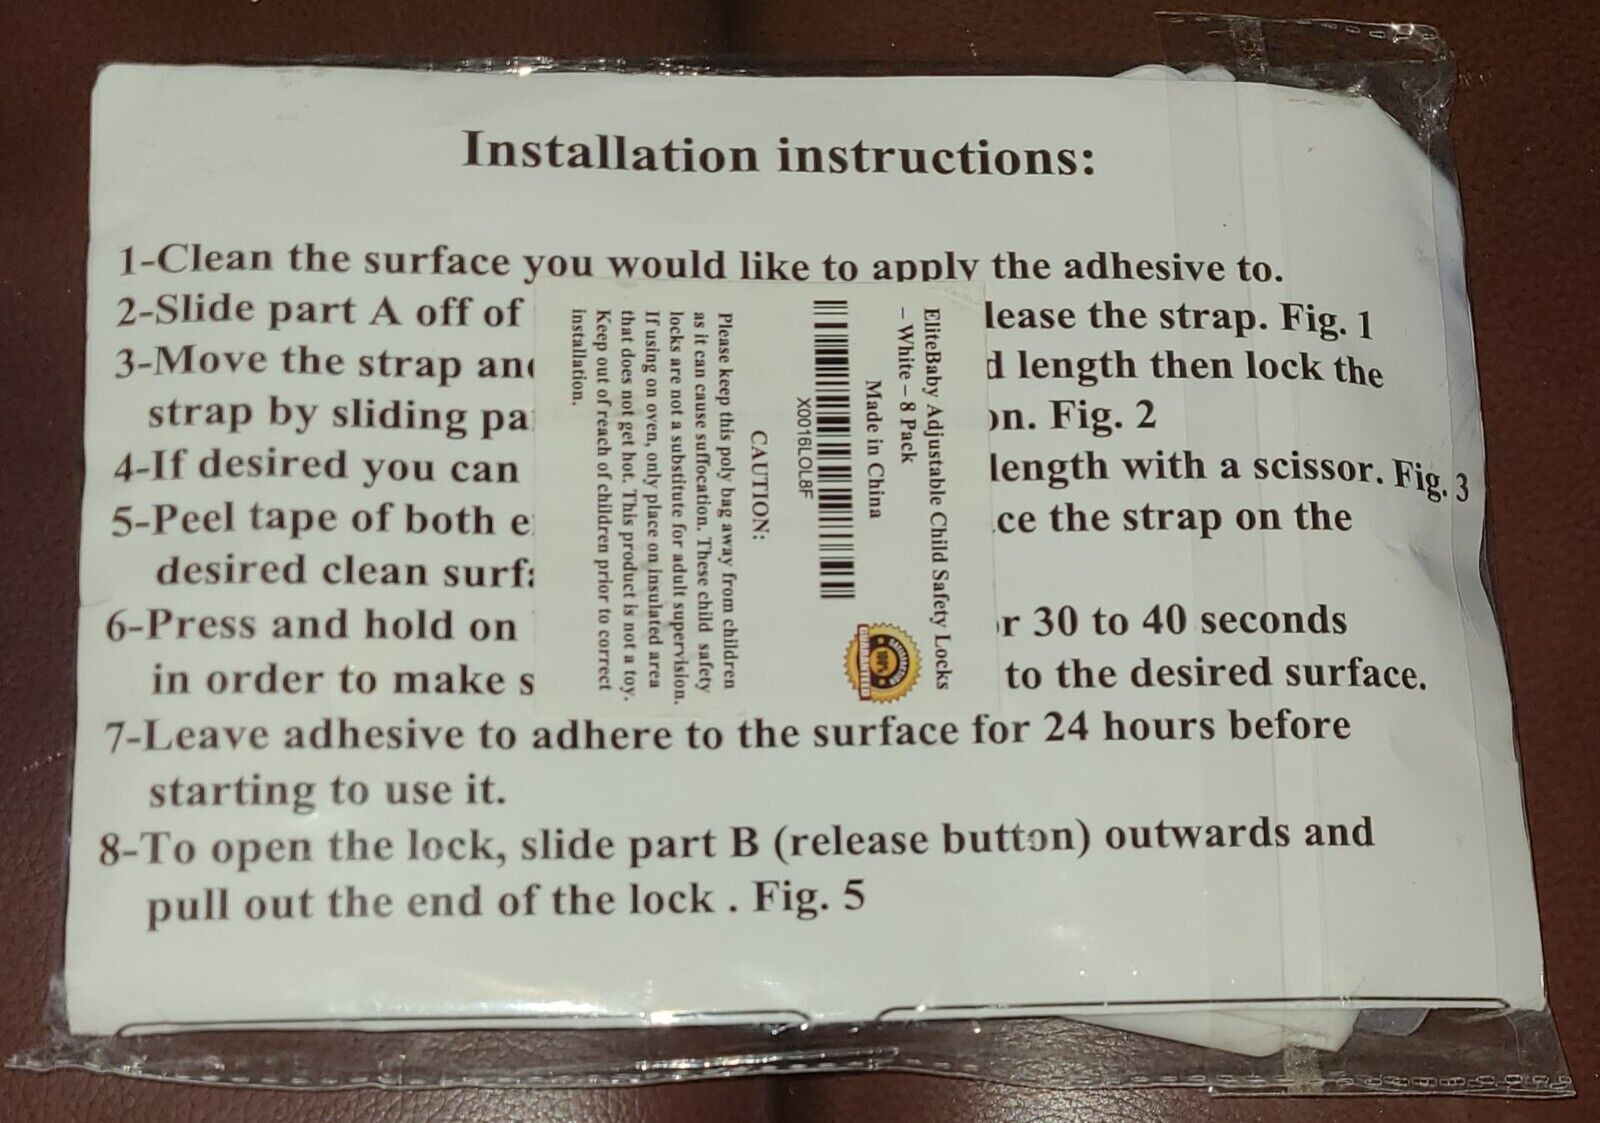 Installation instructions:
1-Clean the surface you would like to apply the adhesive to.
2-Slide part A off of lease the strap. Fig. 1
3-Move the strap and d length then lock the
strap by sliding pa on. Fig. 2
4-If desired you can length with a scissor. Fig. 3
5-Peel tape of both e ce the strap on the
desired clean surfa
6-Press and hold on r 30 to 40 seconds
in order to make s to the desired surface.
7-Leave adhesive to adhere to the surface for 24 hours before
starting to use it.
8-To open the lock, slide part B (release button) outwards and
pull out the end of the lock . Fig. 5
EliteBaby Adjustable Child Safety Locks
– White – 8 Pack
Made in China
X0016LOL8F
CAUTION:
Please keep this poly bag away from children
as it can cause suffocation. These child safety
locks are not a substitute for adult supervision.
If using on oven, only place on insulated area
that does not get hot. This product is not a toy.
Keep out of reach of children prior to correct
installation.
SATISFACTION
100%
GUARANTEED